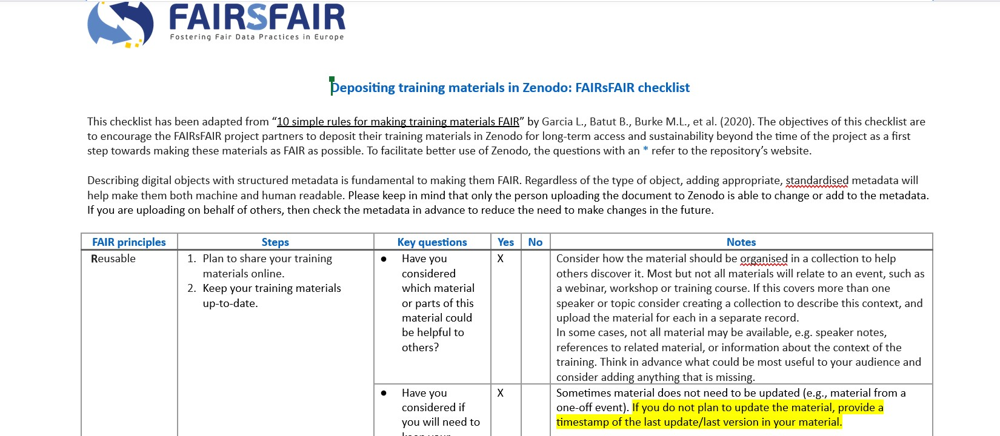 FAIRSFAIR
Fostering Fair Data Practices in Europe
Depositing training materials in Zenodo: FAIRsFAIR checklist
This checklist has been adapted from “10 simple rules for making training materials FAIR” by Garcia L., Batut B., Burke M.L., et al. (2020). The objectives of this checklist are
to encourage the FAIRsFAIR project partners to deposit their training materials in Zenodo for long-term access and sustainability beyond the time of the project as a first
step towards making these materials as FAIR as possible. To facilitate better use of Zenodo, the questions with an * refer to the repository’s website.
Describing digital objects with structured metadata is fundamental to making them FAIR. Regardless of the type of object, adding appropriate, standardised metadata will
help make them both machine and human readable. Please keep in mind that only the person uploading the document to Zenodo is able to change or add to the metadata.
If you are uploading on behalf of others, then check the metadata in advance to reduce the need to make changes in the future.
FAIR principles
Steps
Key questions
Yes
No
Notes
Reusable
1. Plan to share your training
materials online.
2. Keep your training materials
up-to-date.
● Have you
considered
which material
or parts of this
material could
be helpful to
others?
X
Consider how the material should be organised in a collection to help
others discover it. Most but not all materials will relate to an event, such as
a webinar, workshop or training course. If this covers more than one
speaker or topic consider creating a collection to describe this context, and
upload the material for each in a separate record.
In some cases, not all material may be available, e.g. speaker notes,
references to related material, or information about the context of the
training. Think in advance what could be most useful to your audience and
consider adding anything that is missing.
● Have you
considered if
you will need to
X
Sometimes material does not need to be updated (e.g., material from a
one-off event). If you do not plan to update the material, provide a
timestamp of the last update/last version in your material.